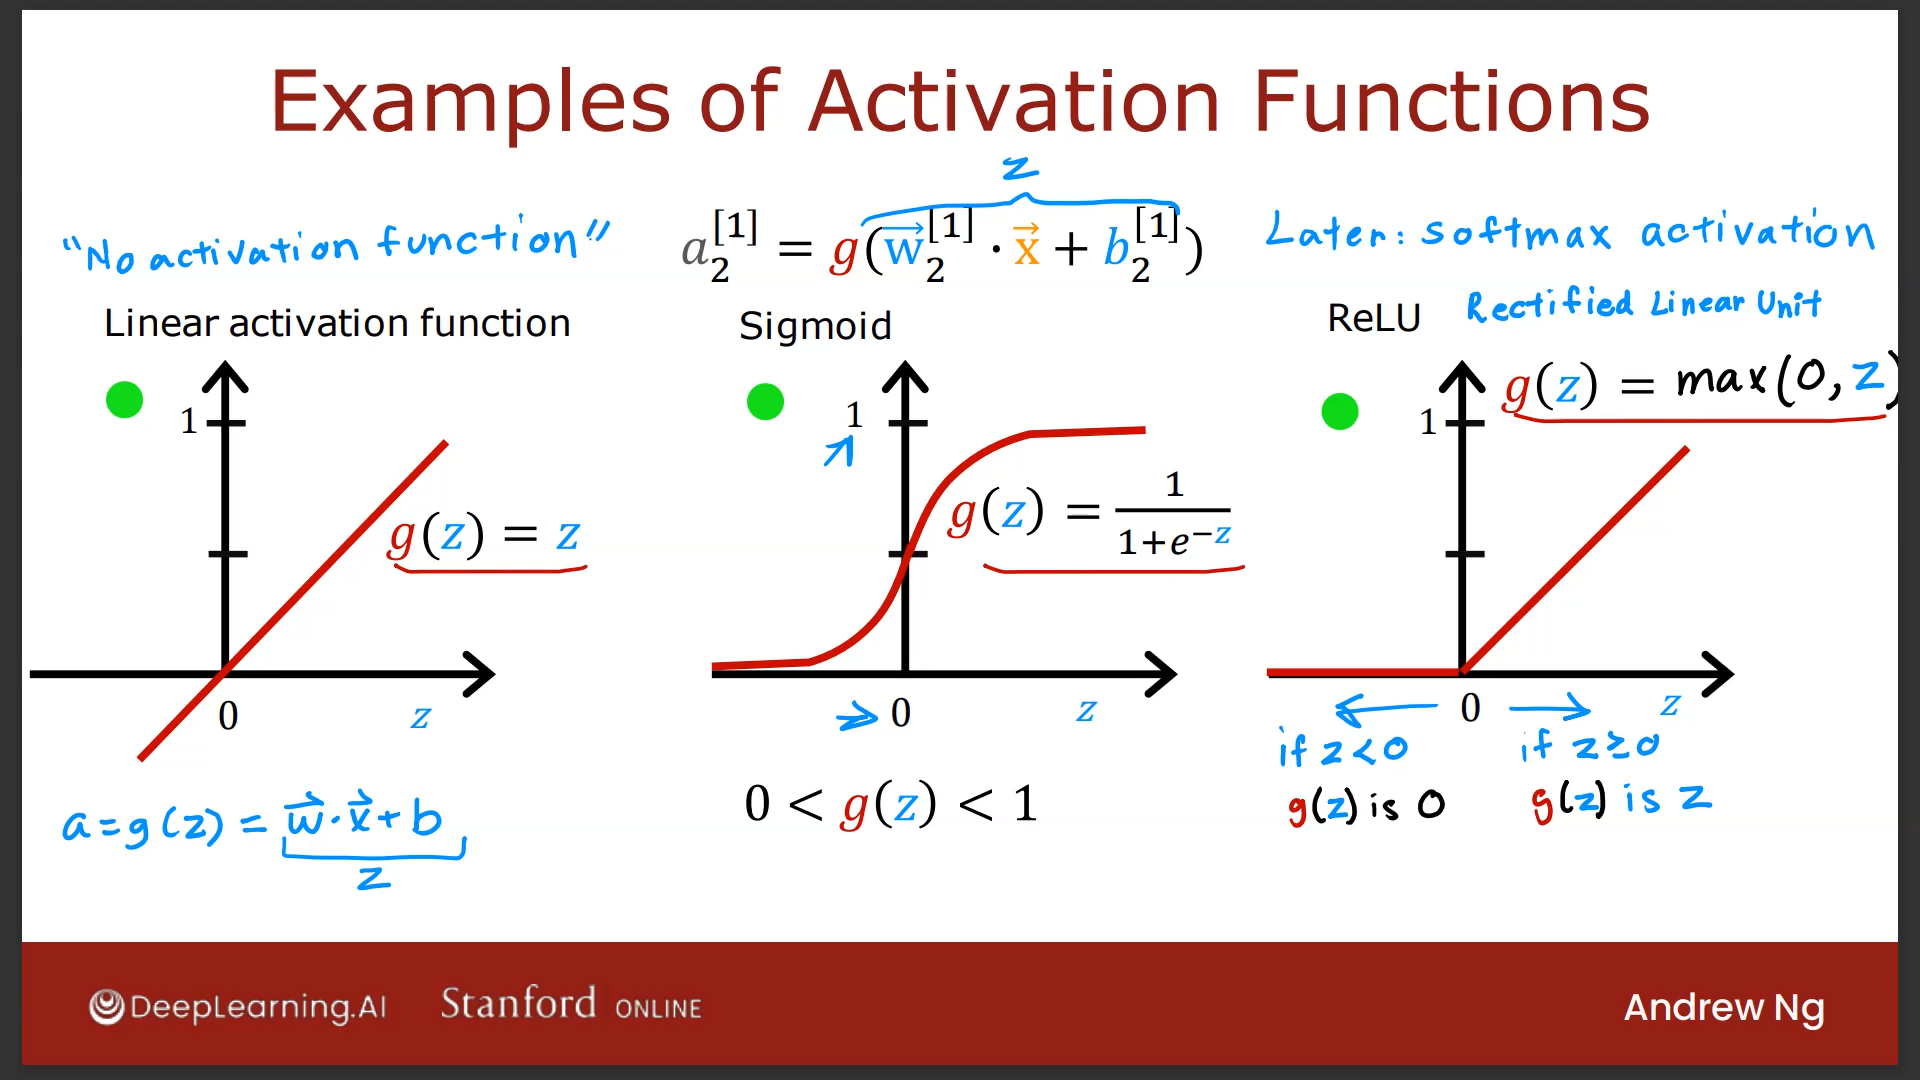 Examples of Activation Functions
z
"No activation function"
a₂^[1] = g(w⃗₂^[1] · x⃗ + b₂^[1])
Later: softmax activation
Linear activation function
Sigmoid
ReLU Rectified Linear Unit
1
g(z) = z
0
z
a = g(z) = w⃗ · x⃗ + b
z
1
g(z) = 1/(1+e^−z)
0
z
0 < g(z) < 1
g(z) = max(0, z)
1
0
z
if z < 0
g(z) is 0
if z ≥ 0
g(z) is z
DeepLearning.AI
Stanford ONLINE
Andrew Ng